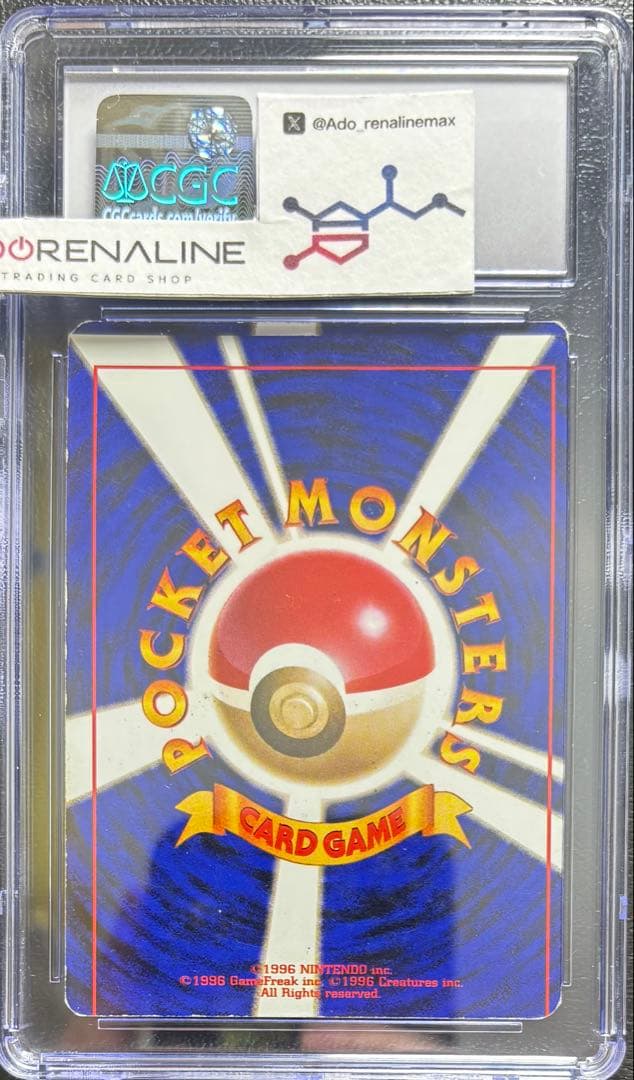 @Ado_renalinemax
CGC
CGCcards.com/verify
ORENALINE
TRADING CARD SHOP
POCKET MONSTERS
CARD GAME
©1996 NINTENDO inc.
©1996 GameFreak inc. ©1996 Creatures inc.
All Rights reserved.